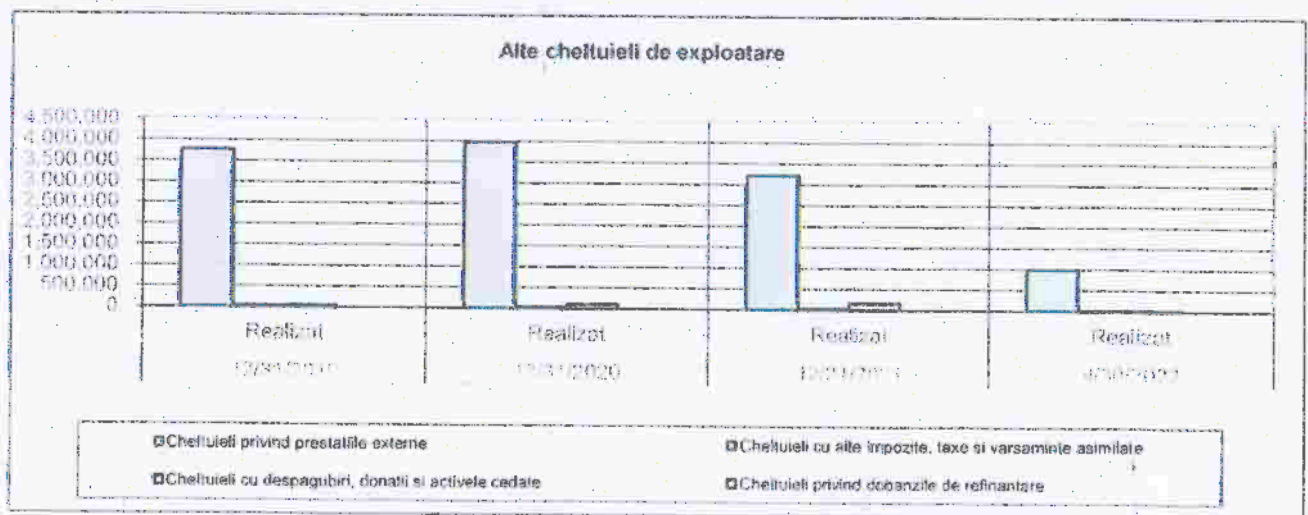 Alte cheltuieli de exploatare
4,500,000
4,000,000
3,500,000
3,000,000
2,500,000
2,000,000
1,500,000
1,000,000
500,000
0
Realizat Realizat Realizat Realizat
12/31/2020
Cheltuieli privind prestatiile externe
Cheltuieli cu alte impozite, taxe si varsaminte asimilate
Cheltuieli cu despagubiri, donatii si activele cedate
Cheltuieli privind dobanzile de refinantare